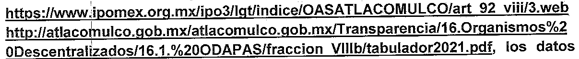 https://www.ipomex.org.mx/ipo3/lgt/indice/OASATLACOMULCO/art_92_viii/3.web
http://atlacomulco.gob.mx/atlacomulco.gob.mx/Transparencia/16.Organismos%2
0Descentralizados/16.1.%20ODAPAS/fraccion_VIIIb/tabulador2021.pdf, los datos